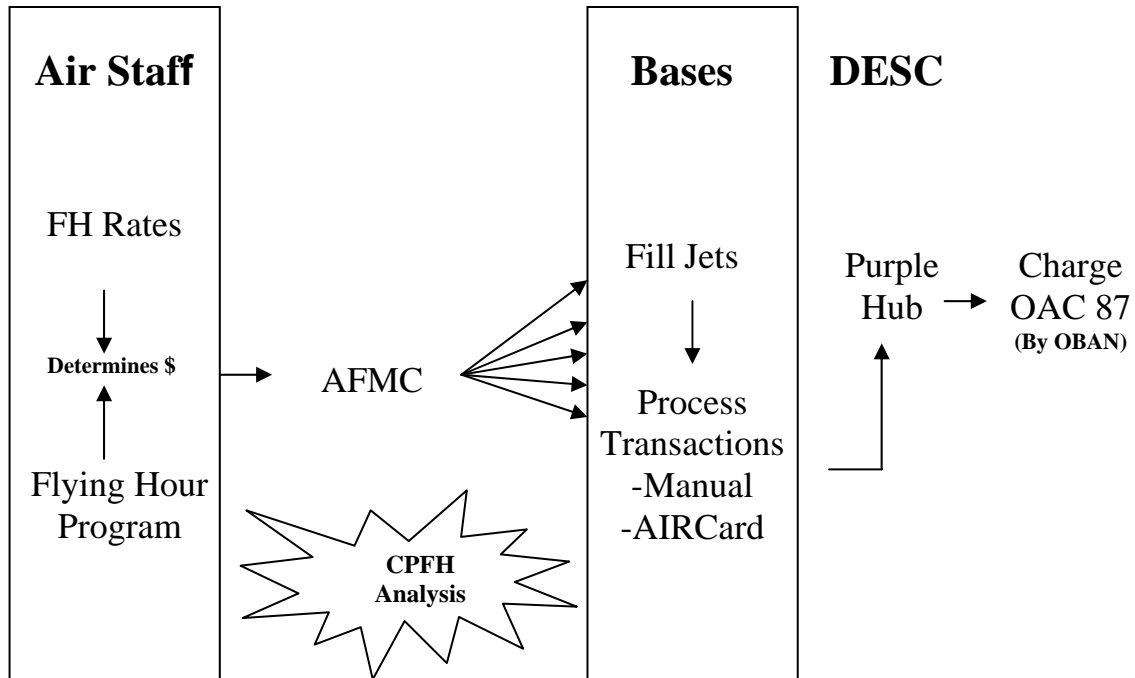 Air Staff
FH Rates
Determines $
Flying Hour
Program
AFMC
CPFH
Analysis
Bases
Fill Jets
Process
Transactions
-Manual
-AIRCard
DESC
Purple
Hub
Charge
OAC 87
(By OBAN)